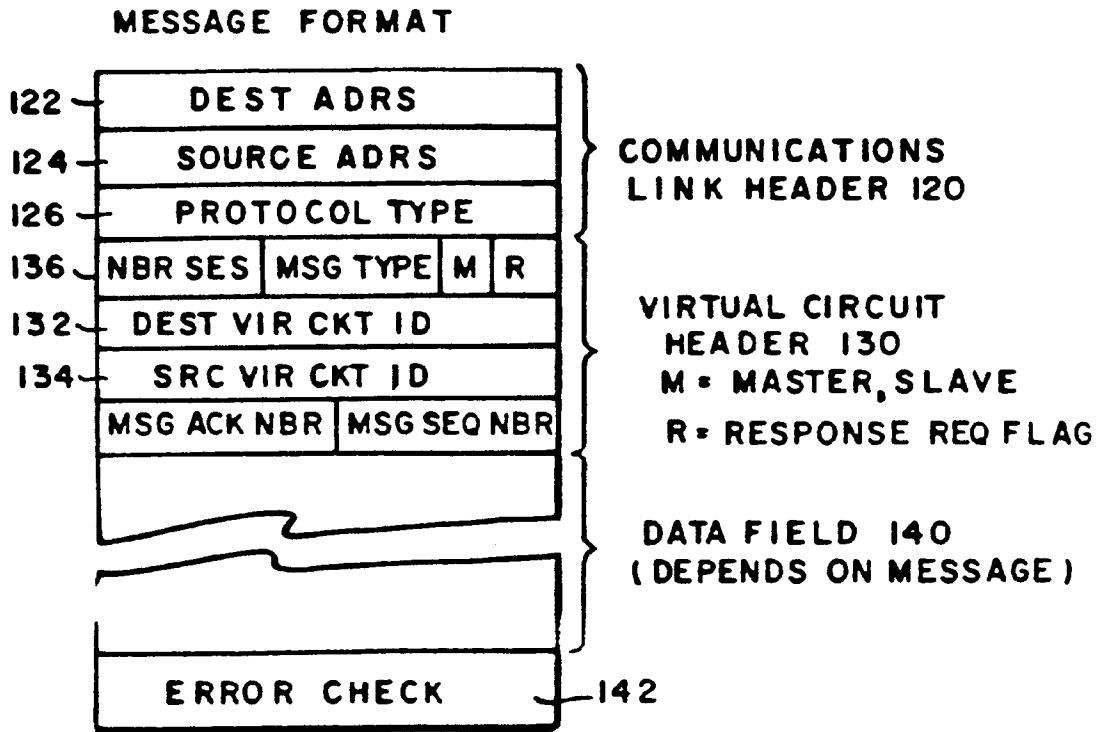 MESSAGE FORMAT
122 DEST ADRS
124 SOURCE ADRS
126 PROTOCOL TYPE
COMMUNICATIONS
LINK HEADER 120
136 NBR SES MSG TYPE M R
132 DEST VIR CKT ID
134 SRC VIR CKT ID
MSG ACK NBR MSG SEQ NBR
VIRTUAL CIRCUIT
HEADER 130
M = MASTER, SLAVE
R = RESPONSE REQ FLAG
DATA FIELD 140
(DEPENDS ON MESSAGE)
ERROR CHECK 142